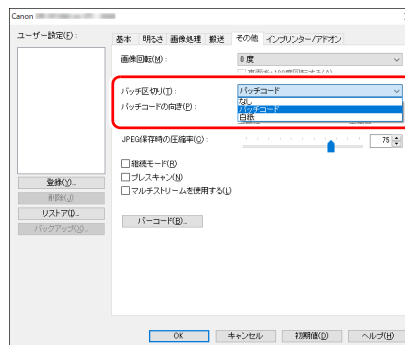 Canon
ユーザー設定(F):
基本 明るさ 画像処理 搬送 その他 インプリンター/アドオン
画像回転(M): 0 度
バッチ区切り(T): パッチコード
なし
パッチコード
白紙
パッチコードの向き(P):
JPEG保存時の圧縮率(C): 75
継続モード(R)
プレスキャン(N)
マルチストリームを使用する(L)
バーコード(B)...
登録(Y)...
削除(J)
リストア(I)...
バックアップ(Q)...
OK キャンセル 初期値(D) ヘルプ(H)